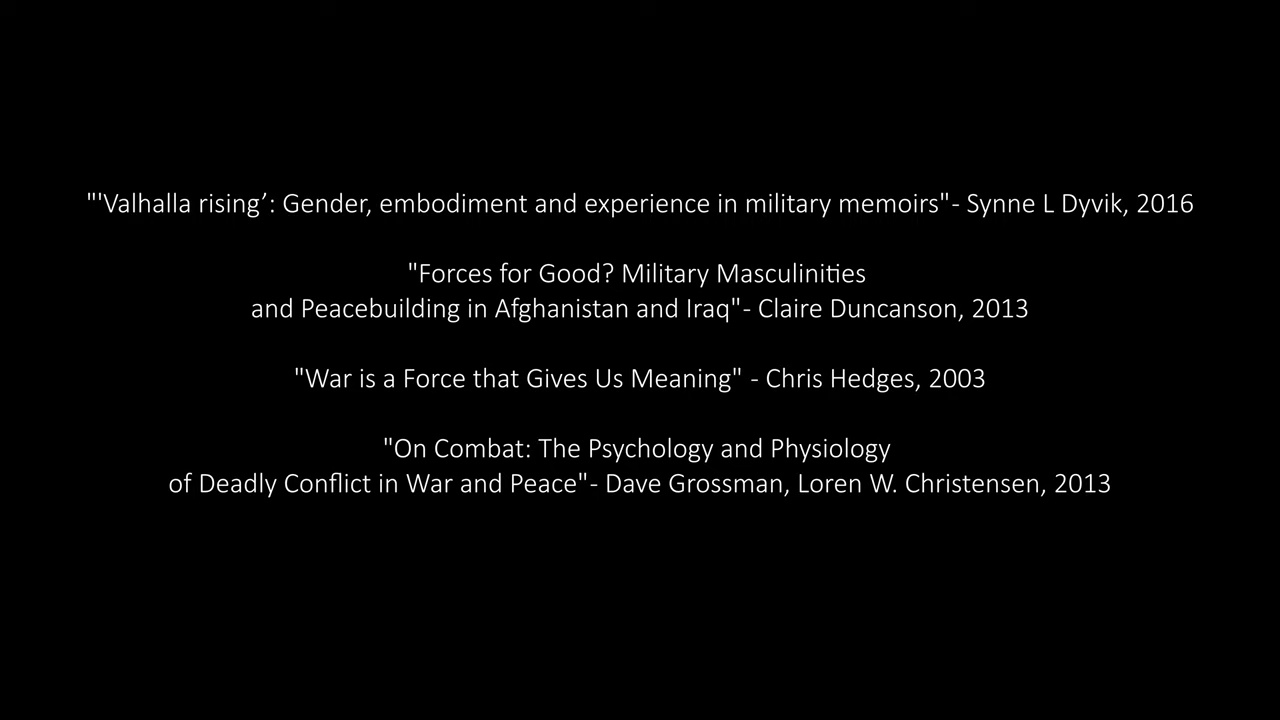 "'Valhalla rising’: Gender, embodiment and experience in military memoirs"- Synne L Dyvik, 2016
"Forces for Good? Military Masculinities
and Peacebuilding in Afghanistan and Iraq"- Claire Duncanson, 2013
"War is a Force that Gives Us Meaning" - Chris Hedges, 2003
"On Combat: The Psychology and Physiology
of Deadly Conflict in War and Peace"- Dave Grossman, Loren W. Christensen, 2013